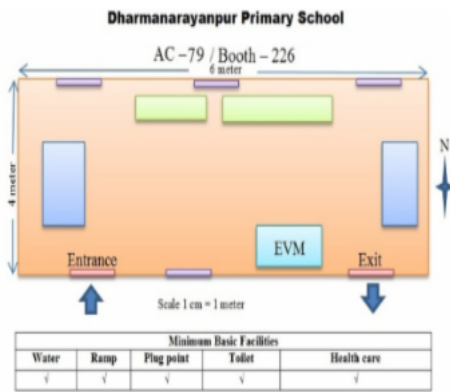 Dharmanarayanpur Primary School
AC –79 / Booth – 226
6 meter
4 meter
N
Entrance
EVM
Exit
Scale 1 cm = 1 meter
Minimum Basic Facilities
Water Ramp Plug point Toilet Health care
√ √ √ √ √